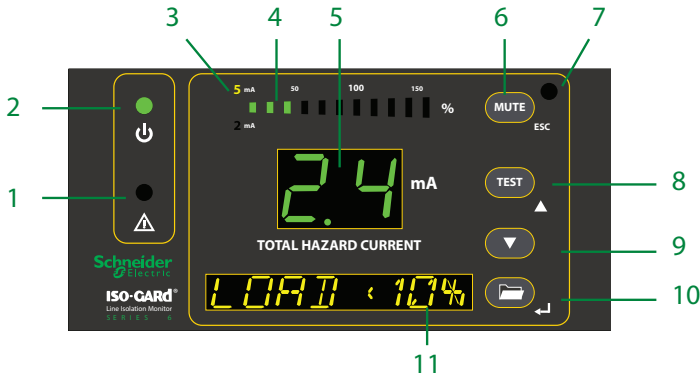 3 4 5 6 7
5 mA 50 100 150
%
2 mA
MUTE
ESC
2
1
2.4 mA
TEST
8
TOTAL HAZARD CURRENT
9
Schneider
Electric
ISO-GARD®
Line Isolation Monitor
SERIES 6
LOAD < 10%
10
11